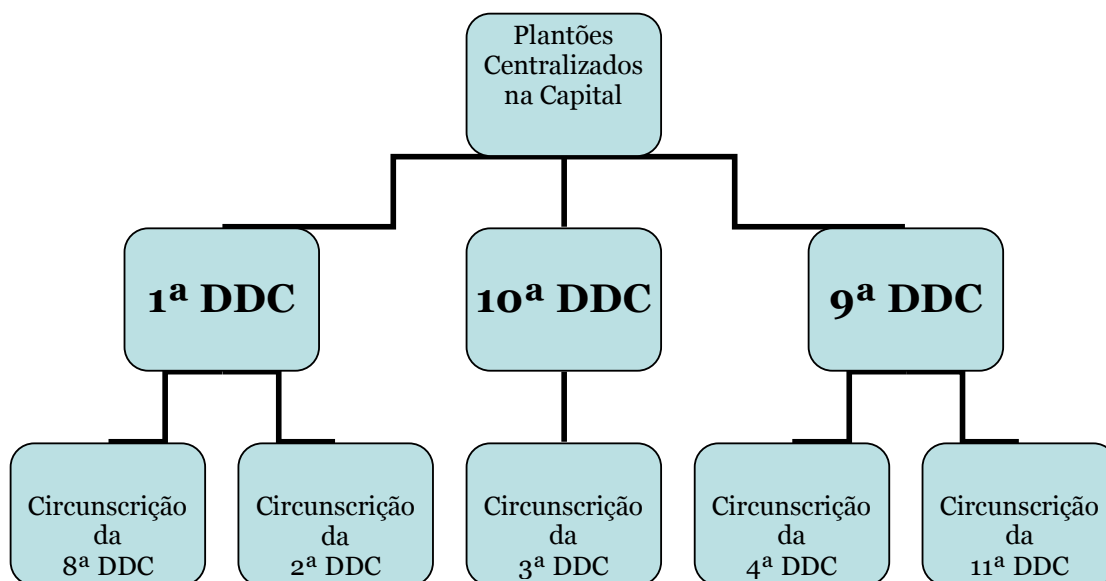 Plantões
Centralizados
na Capital
1ª DDC
10ª DDC
9ª DDC
Circunscrição
da
8ª DDC
Circunscrição
da
2ª DDC
Circunscrição
da
3ª DDC
Circunscrição
da
4ª DDC
Circunscrição
da
11ª DDC